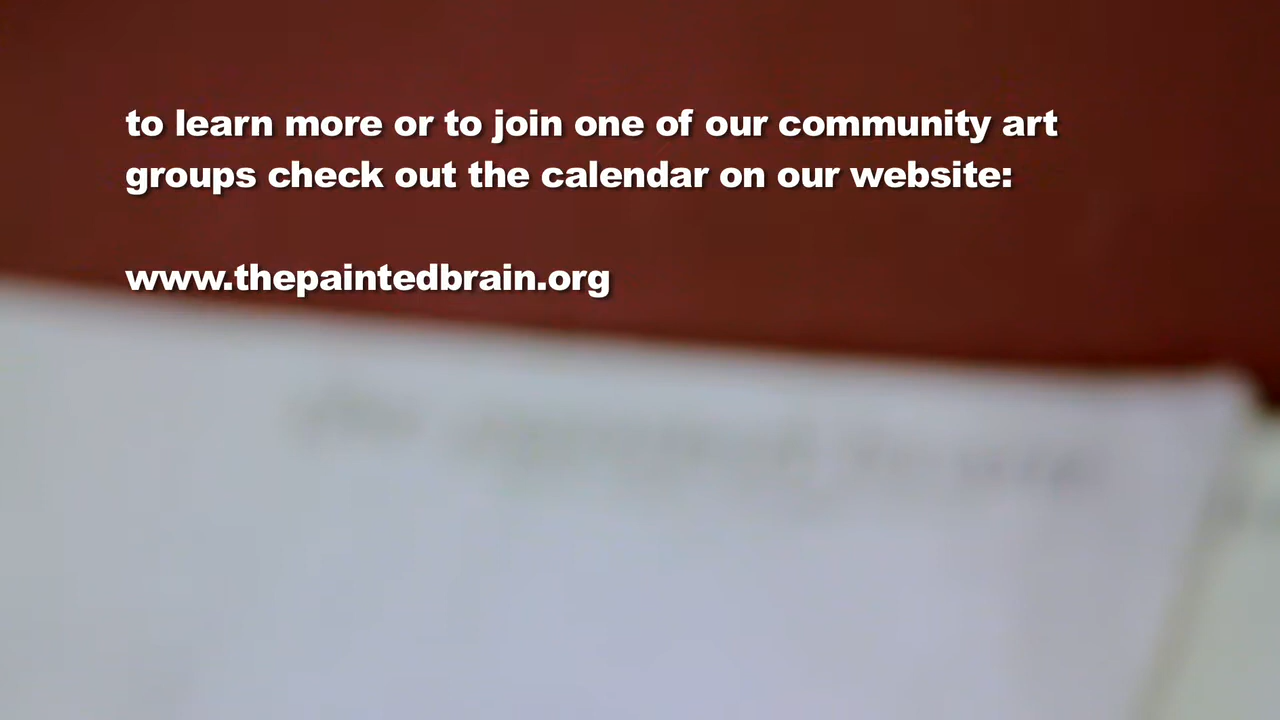 to learn more or to join one of our community art
groups check out the calendar on our website:
www.thepaintedbrain.org